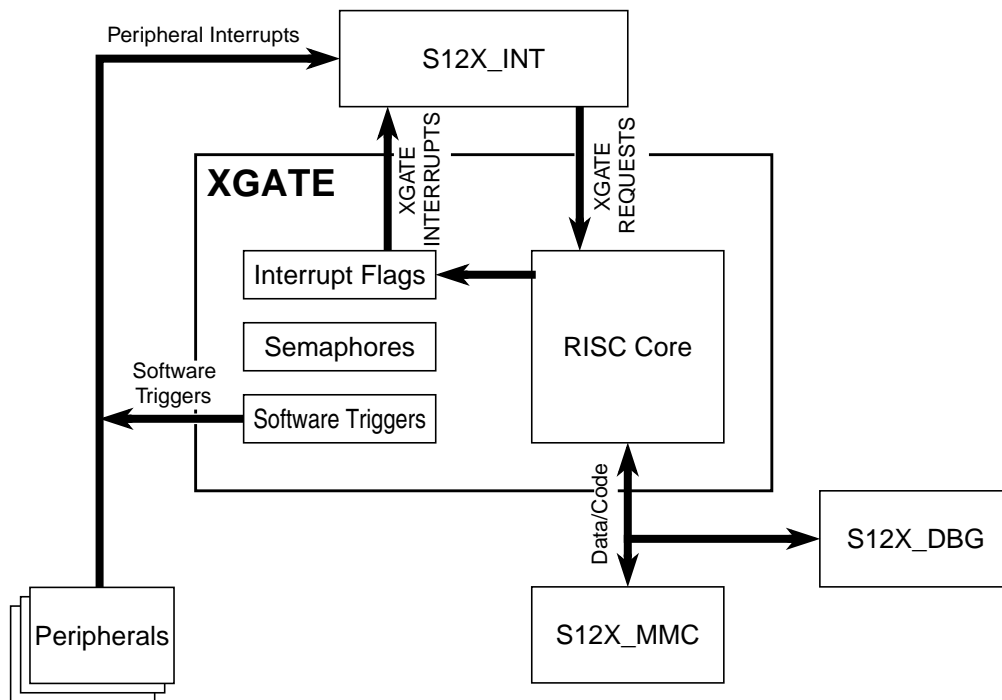 Peripheral Interrupts
S12X_INT
XGATE
INTERRUPTS
XGATE
REQUESTS
XGATE
Interrupt Flags
Semaphores
RISC Core
Software
Triggers
Software Triggers
Data/Code
S12X_DBG
Peripherals
S12X_MMC